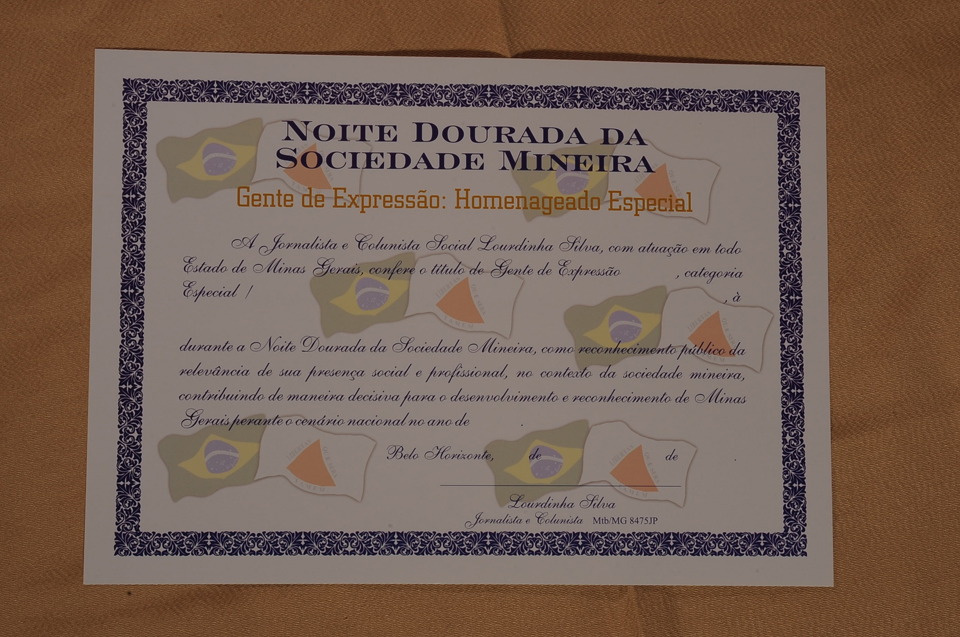 NOITE DOURADA DA
SOCIEDADE MINEIRA
Gente de Expressão: Homenageado Especial
A Jornalista e Colunista Social Lourdinha Silva, com atuação em todo
Estado de Minas Gerais, confere o título de Gente de Expressão , categoria
Especial /
, à
durante a Noite Dourada da Sociedade Mineira, como reconhecimento público da
relevância de sua presença social e profissional, no contexto da sociedade mineira,
contribuindo de maneira decisiva para o desenvolvimento e reconhecimento de Minas
Gerais perante o cenário nacional no ano de .
Belo Horizonte, de de .
Lourdinha Silva
Jornalista e Colunista Mtb/MG 8475JP